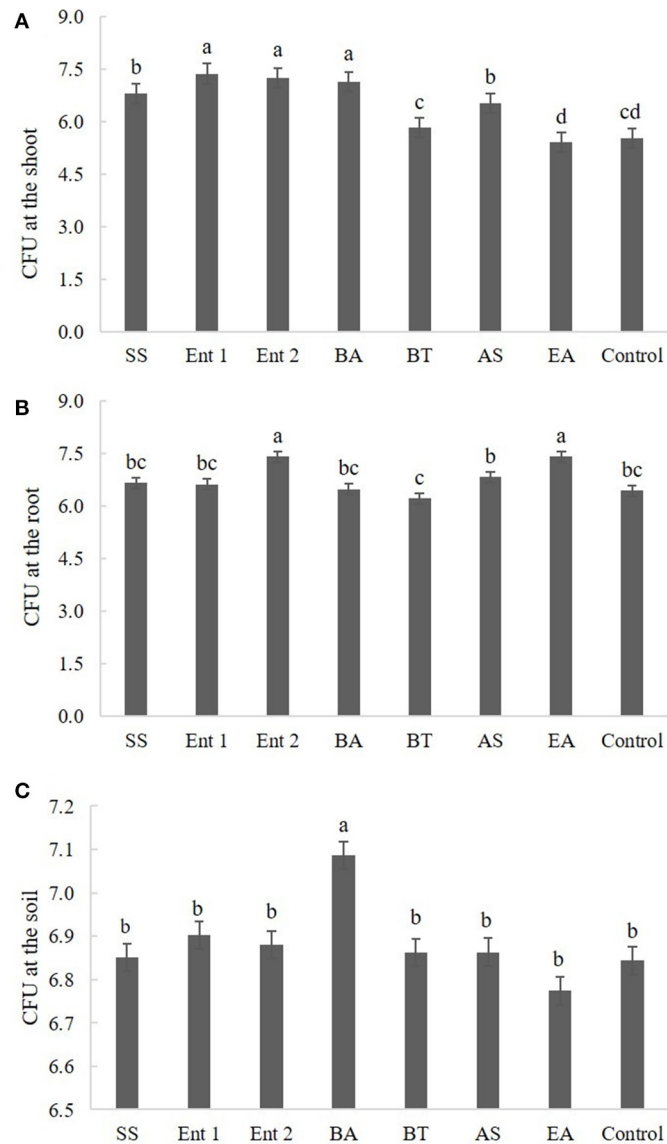 A
CFU at the shoot
9.0
7.5
6.0
4.5
3.0
1.5
0.0
b
a
a
a
c
b
d
cd
SS Ent 1 Ent 2 BA BT AS EA Control
B
CFU at the root
9.0
7.5
6.0
4.5
3.0
1.5
0.0
bc
bc
a
bc
c
b
a
bc
SS Ent 1 Ent 2 BA BT AS EA Control
C
CFU at the soil
7.2
7.1
7.0
6.9
6.8
6.7
6.6
6.5
b
b
b
a
b
b
b
b
SS Ent 1 Ent 2 BA BT AS EA Control